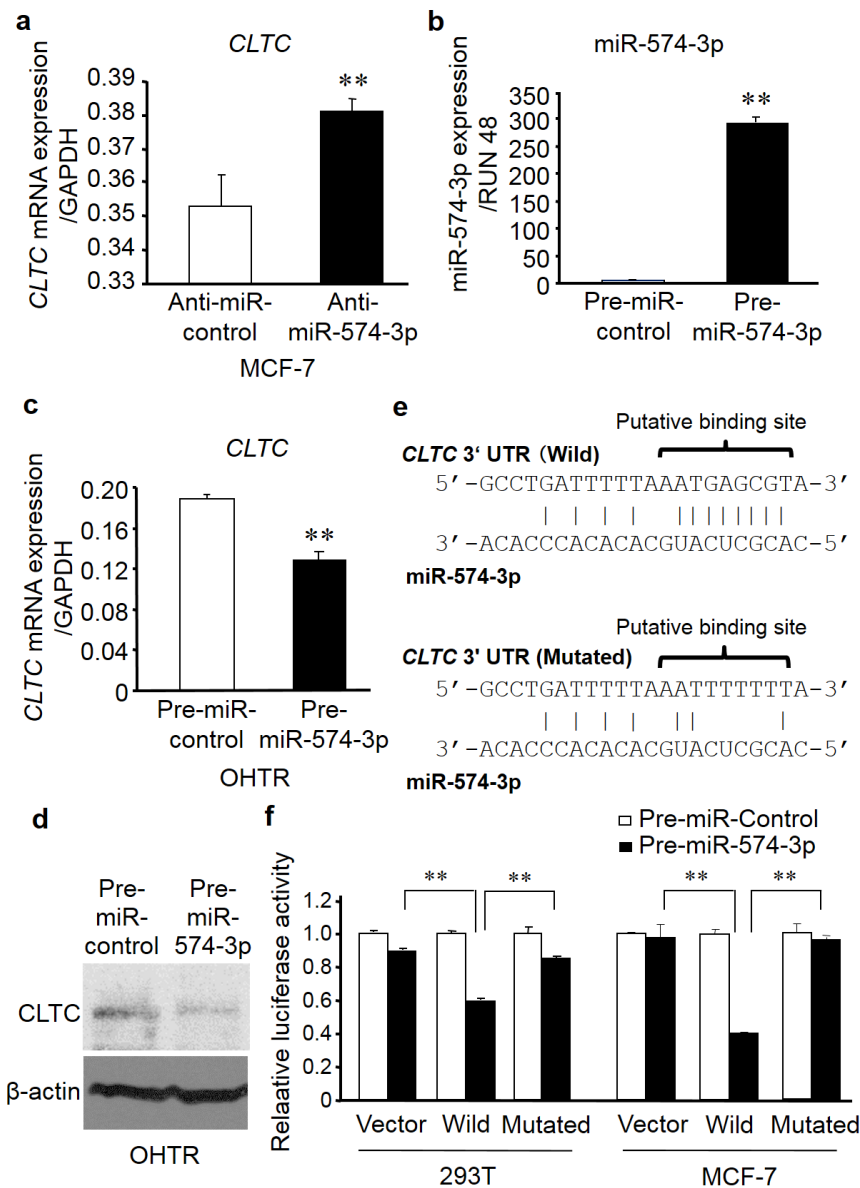 a
CLTC
CLTC mRNA expression
/GAPDH
0.39
0.38
0.37
0.36
0.35
0.34
0.33
**
Anti-miR-
control
Anti-
miR-574-3p
MCF-7
b
miR-574-3p
miR-574-3p expression
/RUN 48
350
300
250
200
150
100
50
0
**
Pre-miR-
control
Pre-
miR-574-3p
c
CLTC
CLTC mRNA expression
/GAPDH
0.20
0.16
0.12
0.08
0.04
0
**
Pre-miR-
control
Pre-
miR-574-3p
OHTR
e
Putative binding site
CLTC 3‘ UTR (Wild)
5′-GCCTGATTTTTAAATGAGCGTA-3′
| | | | ||||||||
3′-ACACCCACACACGUACUCGCAC-5′
miR-574-3p
Putative binding site
CLTC 3' UTR (Mutated)
5′-GCCTGATTTTTAAATTTTTTTA-3′
| | | | || |
3′-ACACCCACACACGUACUCGCAC-5′
miR-574-3p
d
Pre-
miR-
control
Pre-
miR-
574-3p
CLTC
β-actin
OHTR
f
Pre-miR-Control
Pre-miR-574-3p
Relaative luciferase activity
1.2
1.0
0.8
0.6
0.4
0.2
0
** ** ** **
Vector Wild Mutated Vector Wild Mutated
293T MCF-7